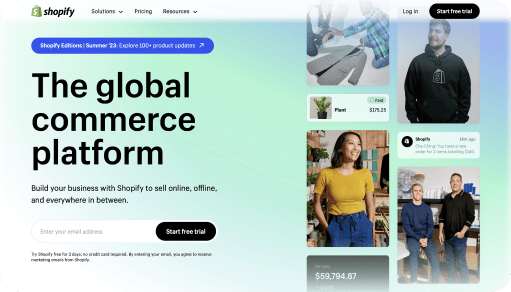 shopify
Solutions
Pricing
Resources
Log in
Start free trial
Shopify Editions | Summer '23: Explore 100+ product updates
The global
commerce
platform
Build your business with Shopify to sell online, offline,
and everywhere in between.
Enter your email address
Start free trial
Try Shopify free for 3 days, no credit card required. By entering your email, you agree to receive
marketing emails from Shopify.
Paid
Plant
$175.25
Shopify
Cha-Ching! You have a new
order for 3 items totalling $140.
$59,794.87